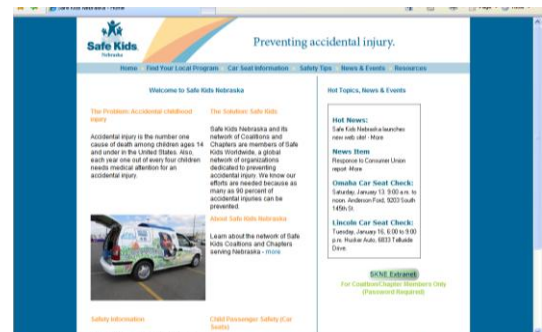 Safe Kids
Nebraska
Preventing accidental injury.
Home Find Your Local Program Car Seat Information Safety Tips News & Events Resources
Welcome to Safe Kids Nebraska
The Problem: Accidental childhood
injury
Accidental injury is the number one
cause of death among children ages 14
and under in the United States. Also,
each year one out of every four children
needs medical attention for an
accidental injury.
The Solution: Safe Kids
Safe Kids Nebraska and its
network of Coalitions and
Chapters are members of Safe
Kids Worldwide, a global
network of organizations
dedicated to preventing
accidental injury. We know our
efforts are needed because as
many as 90 percent of
accidental injuries can be
prevented.
About Safe Kids Nebraska
Learn about the network of Safe
Kids Coalitions and Chapters
serving Nebraska - more
Safety Information
Child Passenger Safety (Car
Seats)
Hot Topics, News & Events
Hot News:
Safe Kids Nebraska launches
new web site! - More
News Item
Response to Consumer Union
report -More
Omaha Car Seat Check:
Saturday, January 13, 9:00 a.m. to
noon. Anderson Ford, 9203 South
145th St.
Lincoln Car Seat Check:
Tuesday, January 16, 6:00 to 9:00
p.m. Husker Auto, 6833 Telluride
Drive.
SKNE Extranet
For Coalition/Chapter Members Only
(Password Required)